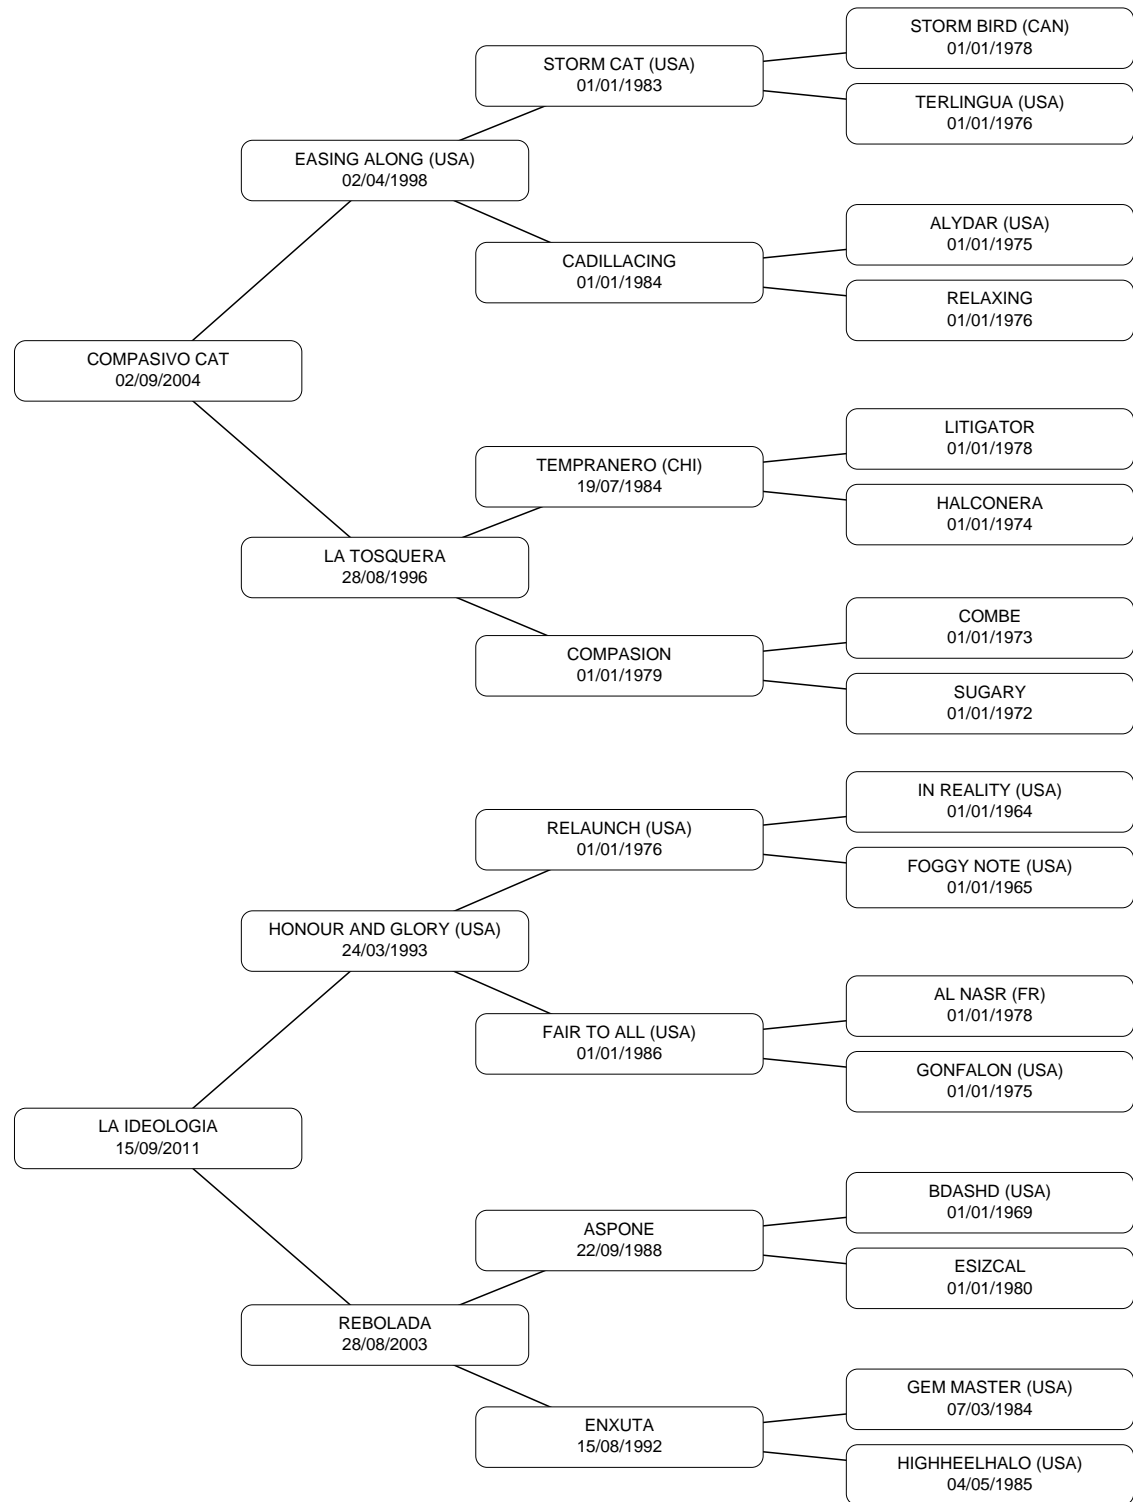 STORM BIRD (CAN)
01/01/1978
STORM CAT (USA)
01/01/1983
TERLINGUA (USA)
01/01/1976
EASING ALONG (USA)
02/04/1998
ALYDAR (USA)
01/01/1975
CADILLACING
01/01/1984
RELAXING
01/01/1976
COMPASIVO CAT
02/09/2004
LITIGATOR
01/01/1978
TEMPRANERO (CHI)
19/07/1984
HALCONERA
01/01/1974
LA TOSQUERA
28/08/1996
COMBE
01/01/1973
COMPASION
01/01/1979
SUGARY
01/01/1972
IN REALITY (USA)
01/01/1964
RELAUNCH (USA)
01/01/1976
FOGGY NOTE (USA)
01/01/1965
HONOUR AND GLORY (USA)
24/03/1993
AL NASR (FR)
01/01/1978
FAIR TO ALL (USA)
01/01/1986
GONFALON (USA)
01/01/1975
LA IDEOLOGIA
15/09/2011
BDASHD (USA)
01/01/1969
ASPONE
22/09/1988
ESIZCAL
01/01/1980
REBOLADA
28/08/2003
GEM MASTER (USA)
07/03/1984
ENXUTA
15/08/1992
HIGHHEELHALO (USA)
04/05/1985